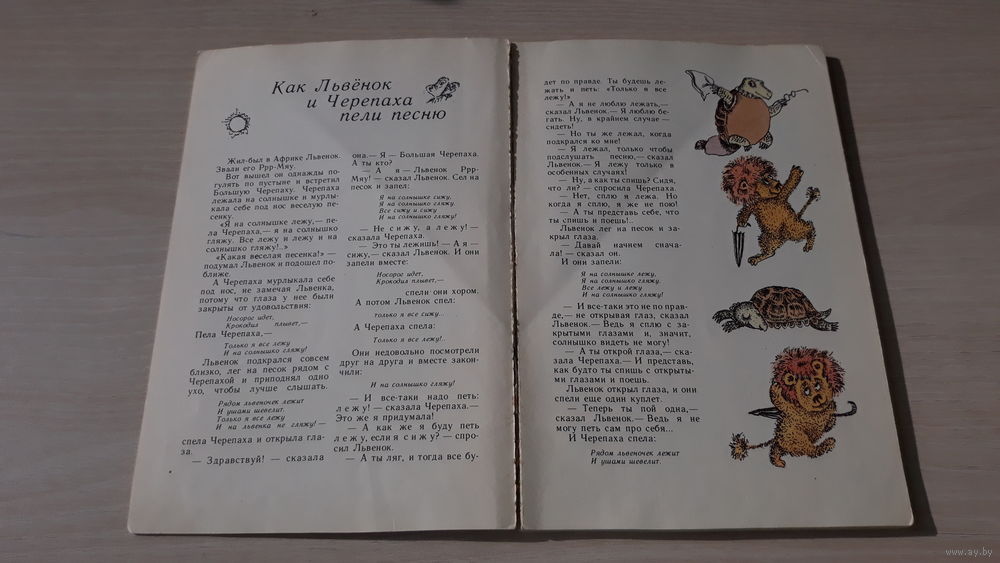 Как Львёнок
и Черепаха
пели песню
Жил-был в Африке Львенок.
Звали его Ррр-Мяу.
Вот вышел он однажды по-
гулять по пустыне и встретил
Большую Черепаху. Черепаха
лежала на солнышке и мурлы-
кала себе под нос веселую пе-
сенку.
«Я на солнышке лежу,— пе-
ла Черепаха,— я на солнышко
гляжу. Все лежу и лежу и на
солнышко гляжу!..»
«Какая веселая песенка!» —
подумал Львенок и подошел по-
ближе.
А Черепаха мурлыкала себе
под нос, не замечая Львенка,
потому что глаза у нее были
закрыты от удовольствия:
Носорог идет,
Крокодил плывет,—
Пела Черепаха,—
Только я все лежу
И на солнышко гляжу!
Львенок подкрался совсем
близко, лег на песок рядом с
Черепахой и приподнял одно
ухо, чтобы лучше слышать.
Рядом львеночек лежит
И ушами шевелит.
Только я все лежу
И на львенка не гляжу!—
спела Черепаха и открыла гла-
за.
— Здравствуй! — сказала
она.— Я — Большая Черепаха.
А ты кто?
— А я — Львенок Ррр-
Мяу! — сказал Львенок. Сел на
песок и запел:
Я на солнышке сижу,
Я на солнышко гляжу.
Все сижу и сижу
И на солнышко гляжу!
— Не сижу, а лежу! —
сказала Черепаха.
— Это ты лежишь! — А я —
сижу,— сказал Львенок. И они
запели вместе:
Носорог идет,
Крокодил плывет,—
спели они хором.
А потом Львенок спел:
только я все сижу...
А Черепаха спела:
Только я все лежу!..
Они недовольно посмотрели
друг на друга и вместе закон-
чили:
И на солнышко гляжу!
— И все-таки надо петь:
лежу! — сказала Черепаха.—
Это же я придумала!
— А как же я буду петь
лежу, если я сижу? — спро-
сил Львенок.
— А ты ляг, и тогда все бу-
дет по правде. Ты будешь ле-
жать и петь: «Только я все
лежу!»
— А я не люблю лежать,—
сказал Львенок.— Я люблю бе-
гать. Ну, в крайнем случае —
сидеть!
— Но ты же лежал, когда
подкрался ко мне!
— Я лежал, только чтобы
подслушать песню,— сказал
Львенок.— Я лежу только в
особенных случаях!
— Ну, а как ты спишь? Сидя,
что ли? — спросила Черепаха.
— Нет, сплю я лежа. Но
когда я сплю, я же не пою!
— А ты представь себе, что
ты спишь и поешь!..
Львенок лег на песок и за-
крыл глаза.
— Давай начнем снача-
ла! — сказал он.
И они запели:
Я на солнышке лежу,
Я на солнышко гляжу.
Все лежу и лежу
И на солнышко гляжу!
— И все-таки это не по прав-
де,— не открывая глаз, сказал
Львенок.— Ведь я сплю с за-
крытыми глазами и, значит,
солнышко видеть не могу!
— А ты открой глаза,— ска-
зала Черепаха.— И представь,
как будто ты спишь с открыты-
ми глазами и поешь.
Львенок открыл глаза, и они
спели еще один куплет.
— Теперь ты пой одна,—
сказал Львенок.— Ведь я не
могу петь сам про себя...
И Черепаха спела:
Рядом львеночек лежит
И ушами шевелит.
www.ay.by